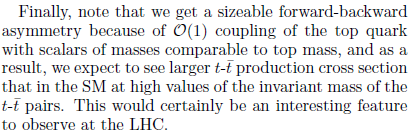 Finally, note that we get a sizeable forward-backward
asymmetry because of O(1) coupling of the top quark
with scalars of masses comparable to top mass, and as a
result, we expect to see larger t-t̄ production cross section
that in the SM at high values of the invariant mass of the
t-t̄ pairs. This would certainly be an interesting feature
to observe at the LHC.